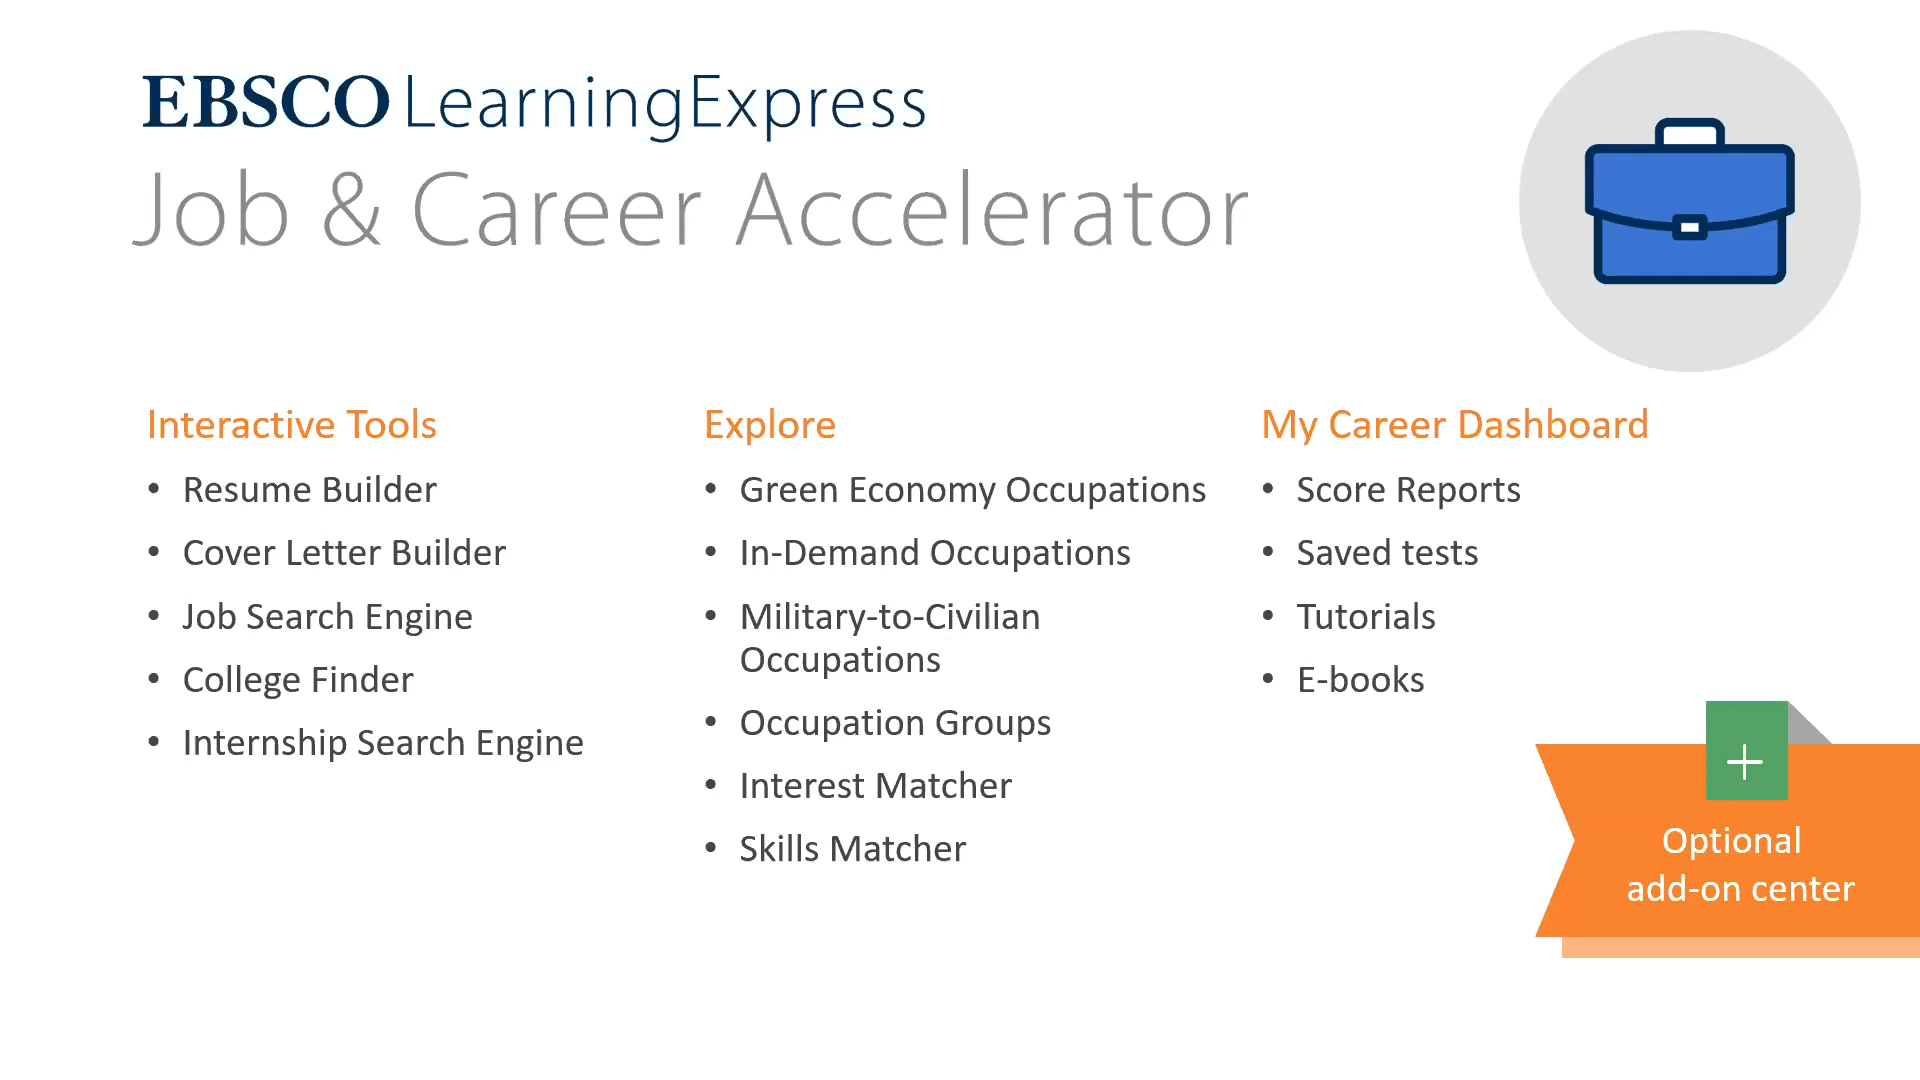 EBSCO LearningExpress
Job & Career Accelerator
Interactive Tools
• Resume Builder
• Cover Letter Builder
• Job Search Engine
• College Finder
• Internship Search Engine
Explore
• Green Economy Occupations
• In-Demand Occupations
• Military-to-Civilian
Occupations
• Occupation Groups
• Interest Matcher
• Skills Matcher
My Career Dashboard
• Score Reports
• Saved tests
• Tutorials
• E-books
+
Optional
add-on center